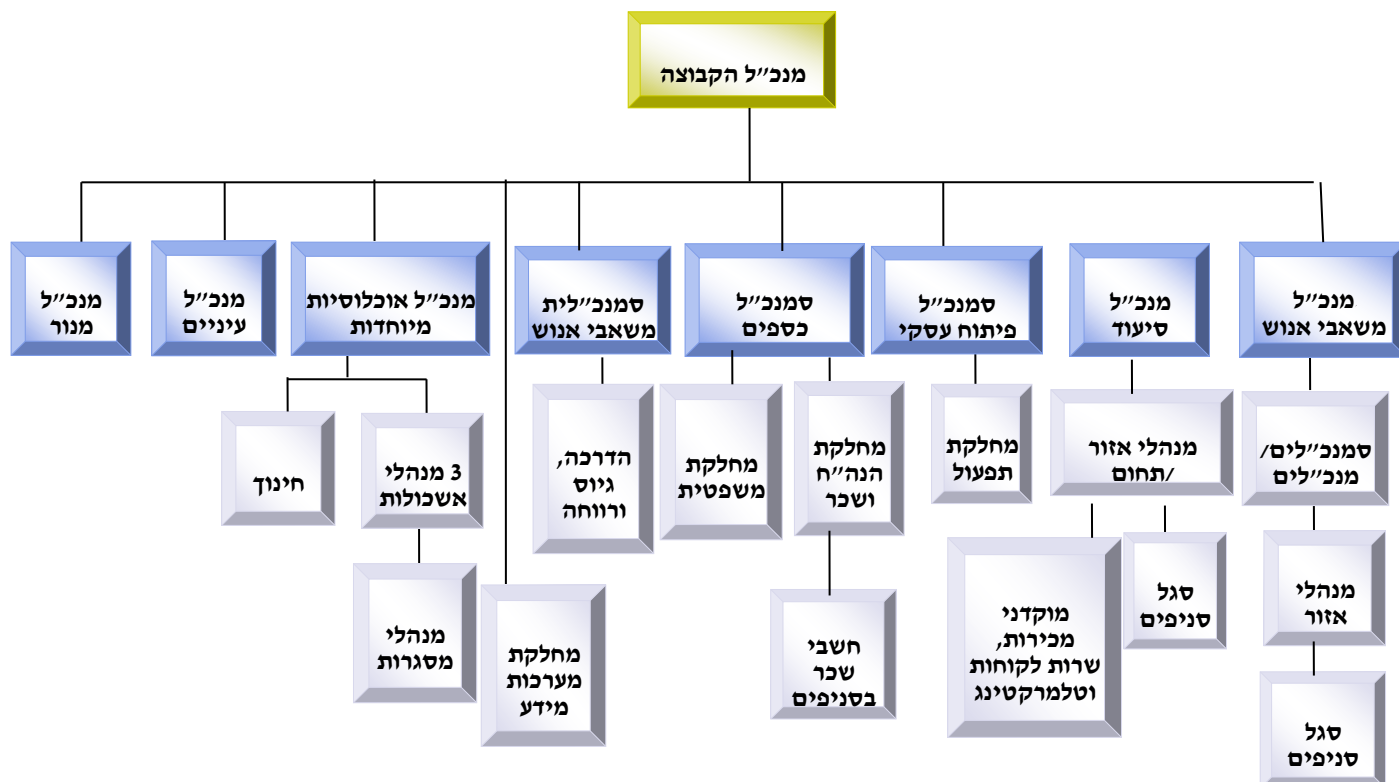 מנכ״ל הקבוצה
מנכ״ל
משאבי אנוש
מנכ״ל
סיעוד
סמנכ״ל
פיתוח עסקי
סמנכ״ל
כספים
סמנכ״לית
משאבי אנוש
מנכ״ל אוכלוסיות
מיוחדות
מנכ״ל
עיניים
מנכ״ל
מנור
סמנכ״לים/
מנכ״לים
מנהלי אזור
/תחום
מחלקת
תפעול
מחלקת
הנה״ח
ושכר
מחלקת
משפטית
הדרכה,
גיוס
ורווחה
3 מנהלי
אשכולות
חינוך
מנהלי
אזור
סגל
סניפים
מוקדני
מכירות,
שרות לקוחות
וטלמרקטינג
חשבי
שכר
בסניפים
מחלקת
מערכות
מידע
מנהלי
מסגרות
סגל
סניפים